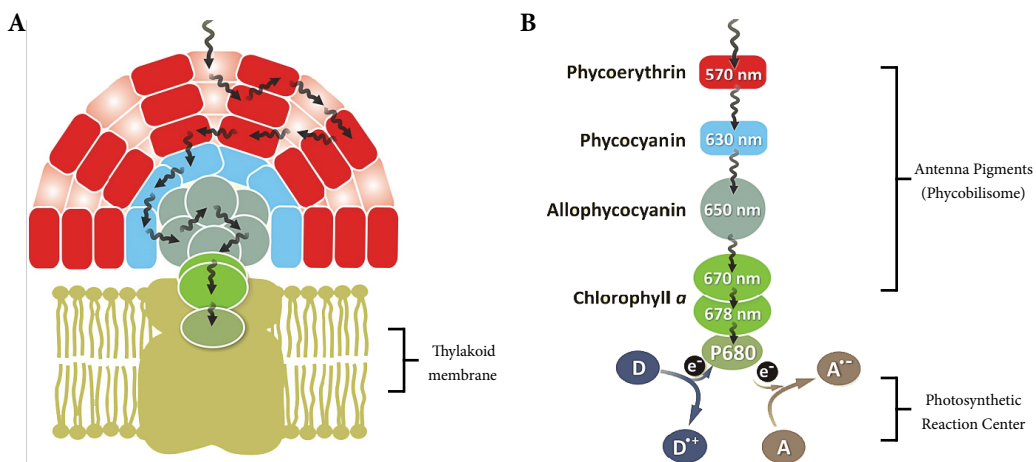 A
Thylakoid
membrane
B
Phycoerythrin
570 nm
Phycocyanin
630 nm
Allophycocyanin
650 nm
Chlorophyll a
670 nm
678 nm
P680
Antenna Pigments
(Phycobilisome)
D
e-
e-
A•-
D•+
A
Photosynthetic
Reaction Center